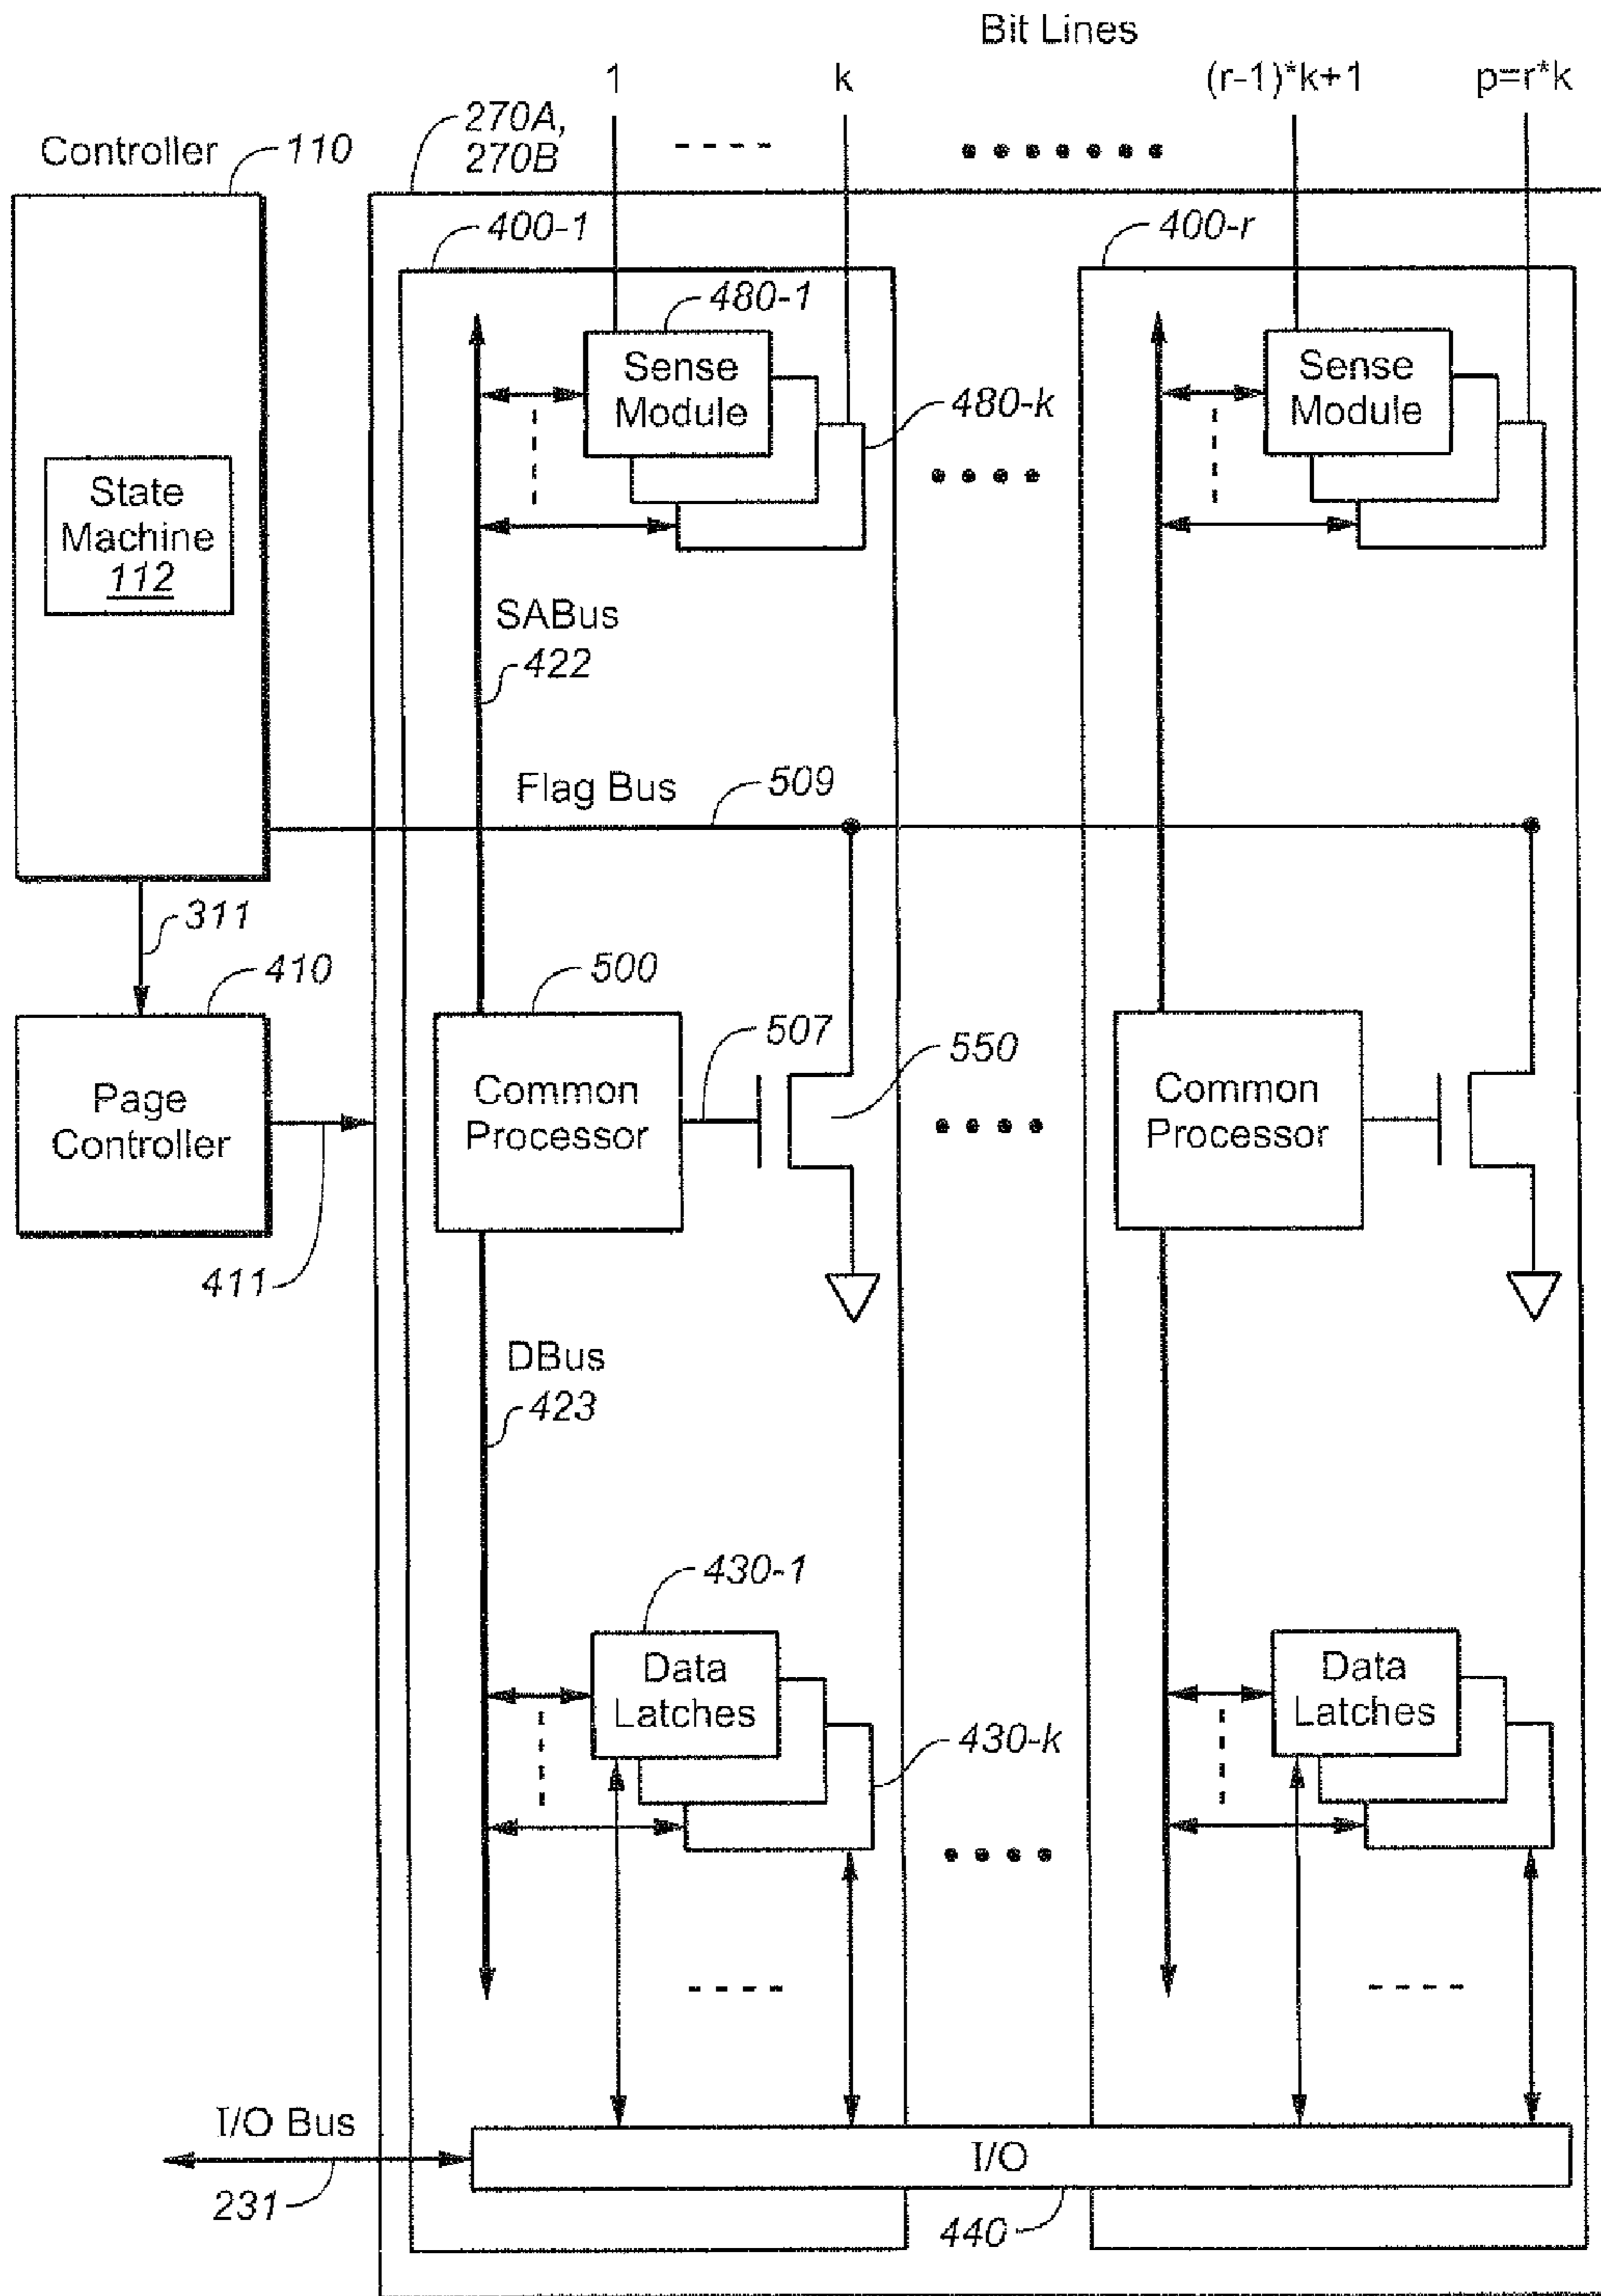 Bit Lines
1
k
(r-1)*k+1
p=r*k
Controller
110
270A,
270B
400-1
400-r
480-1
Sense
Module
480-k
Sense
Module
State
Machine
112
SABus
422
Flag Bus
509
311
410
500
507
550
Page
Controller
Common
Processor
Common
Processor
411
DBus
423
430-1
Data
Latches
430-k
Data
Latches
I/O Bus
231
I/O
440